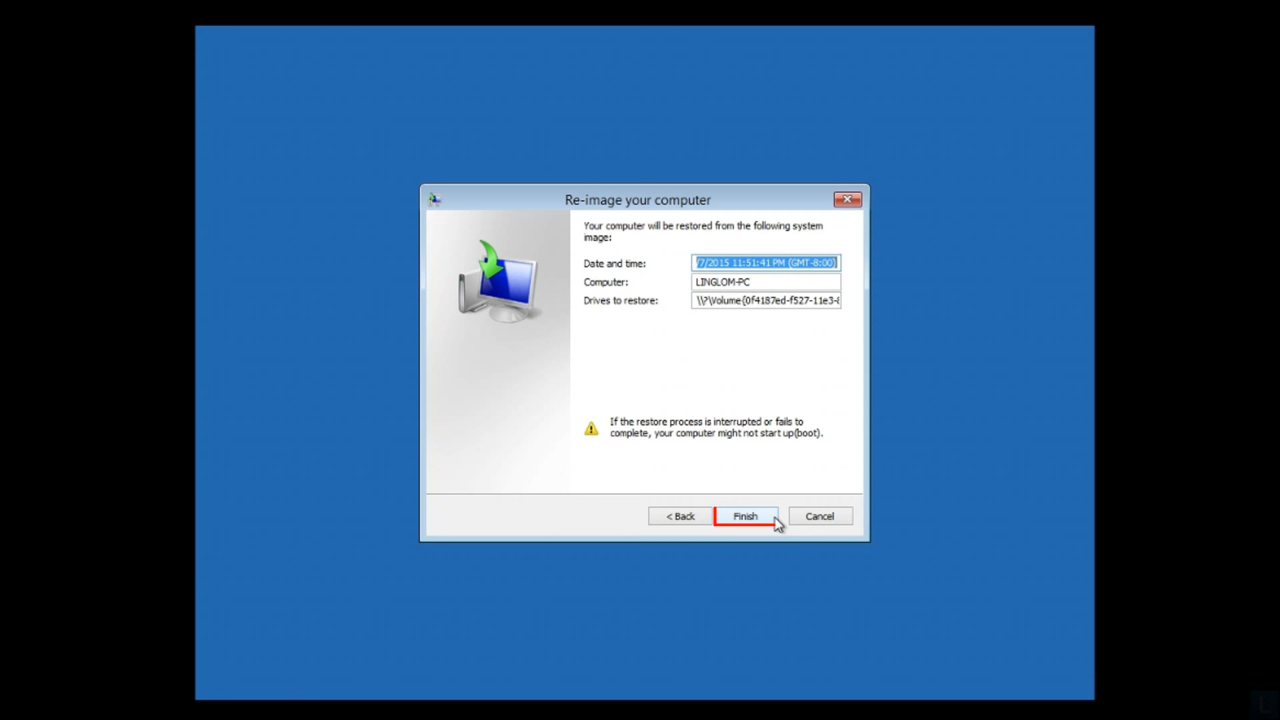 Re-image your computer
Your computer will be restored from the following system
image:
Date and time: /7/2015 11:51:41 PM (GMT-8:00)
Computer: LINGLOM-PC
Drives to restore: \\?\Volume{0f4187ed-f527-11e3-
If the restore process is interrupted or fails to
complete, your computer might not start up(boot).
< Back Finish Cancel